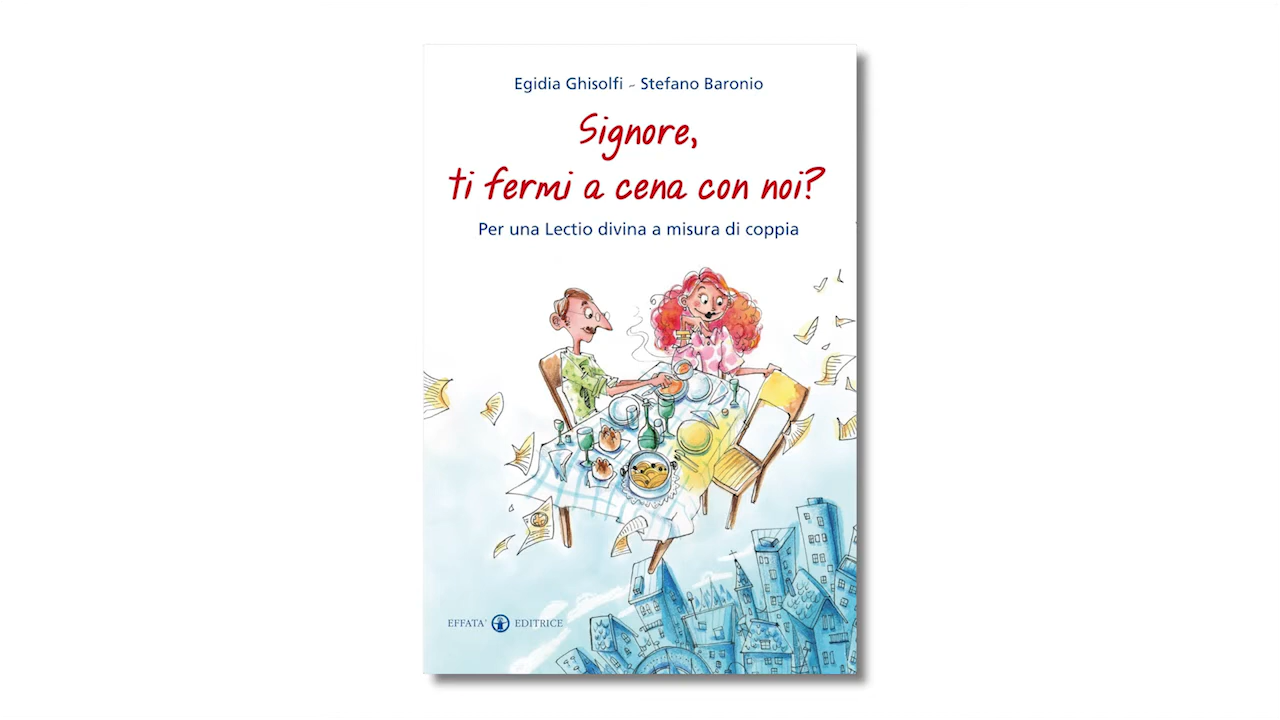 Egidia Ghisolfi - Stefano Baronio
Signore,
ti fermi a cena con noi?
Per una Lectio divina a misura di coppia
EFFATA' EDITRICE